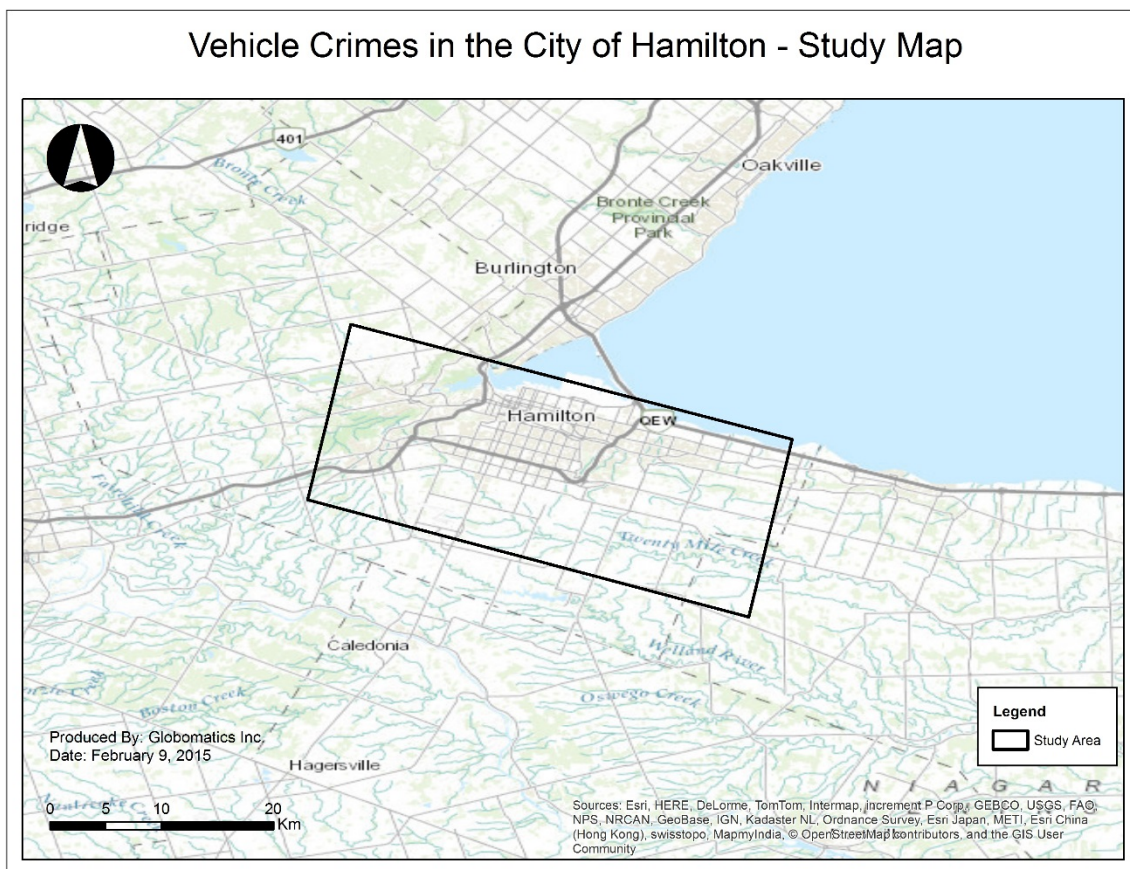 Vehicle Crimes in the City of Hamilton - Study Map
401
Bronte Creek
Oakville
ridge
Bronte Creek
Provincial
Park
Burlington
Hamilton
QEW
Twenty Mile Creek
Caledonia
Welland River
Boston Creek
Oswego Creek
Legend
Study Area
Produced By: Globomatics Inc.
Date: February 9, 2015
Hagersville
N I A G A R
0 5 10 20
Km
Sources: Esri, HERE, DeLorme, TomTom, Intermap, increment P Corp., GEBCO, USGS, FAO,
NPS, NRCAN, GeoBase, IGN, Kadaster NL, Ordnance Survey, Esri Japan, METI, Esri China
(Hong Kong), swisstopo, MapmyIndia, © OpenStreetMap contributors, and the GIS User
Community